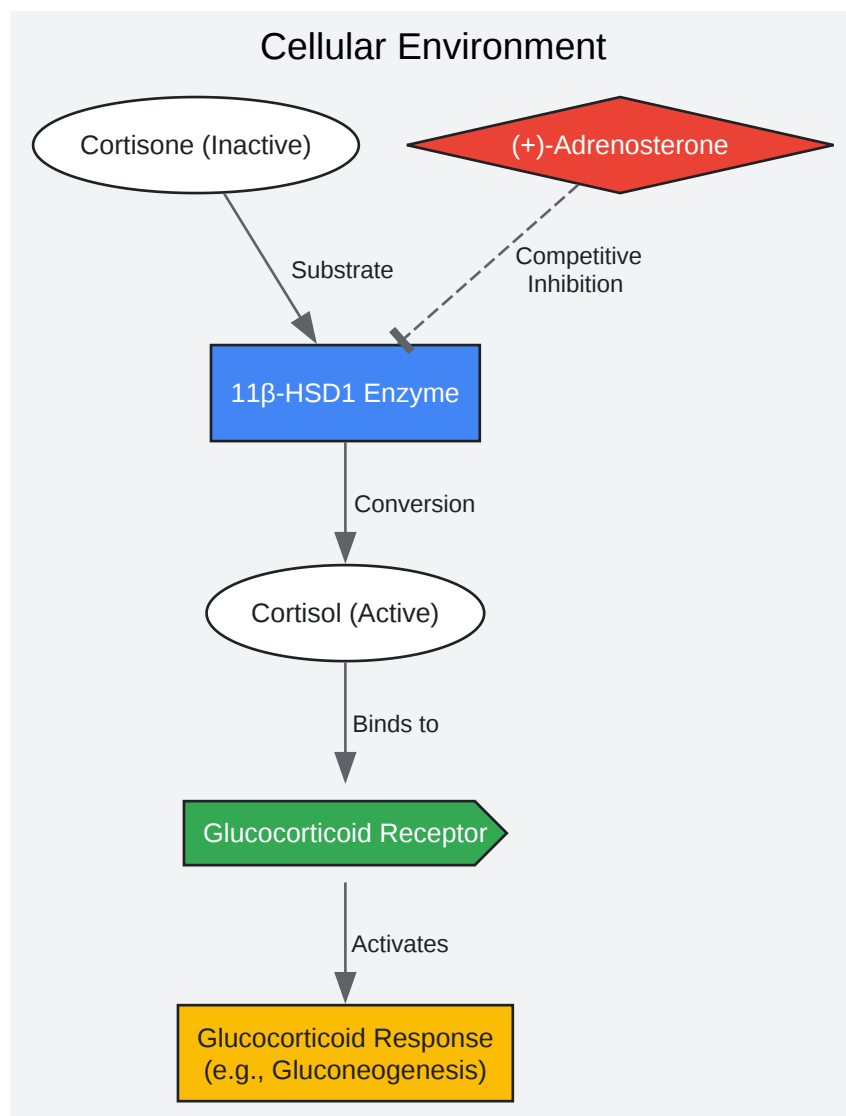 Cellular Environment
Cortisone (Inactive)
(+)-Adrenosterone
Substrate
Competitive
Inhibition
11β-HSD1 Enzyme
Conversion
Cortisol (Active)
Binds to
Glucocorticoid Receptor
Activates
Glucocorticoid Response
(e.g., Gluconeogenesis)